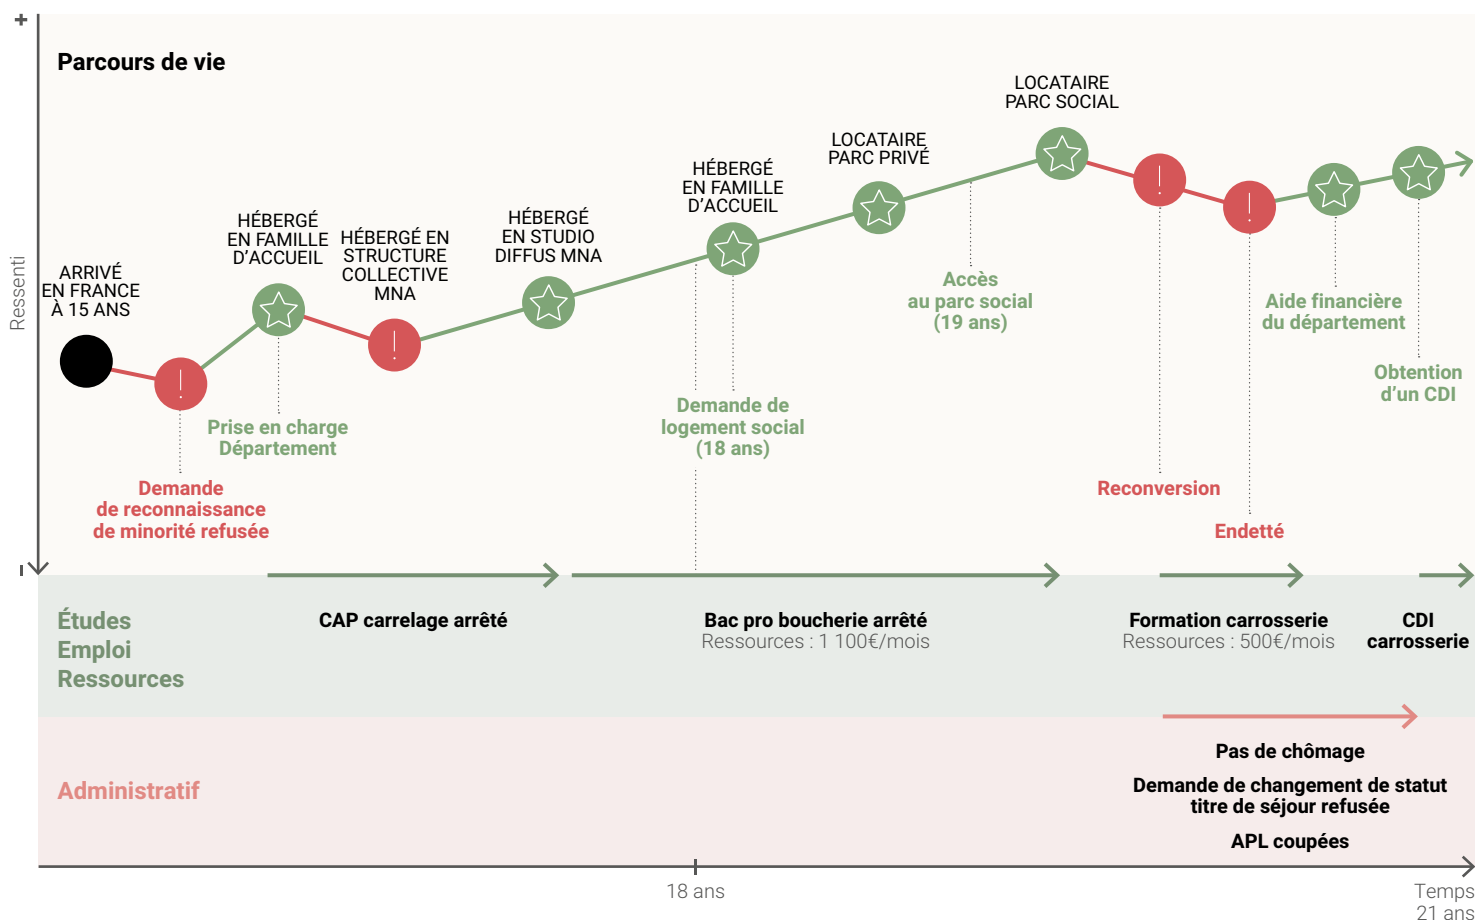 +
Parcours de vie
Ressenti
ARRIVÉ
EN FRANCE
À 15 ANS
HÉBERGÉ
EN FAMILLE
D’ACCUEIL
HÉBERGÉ EN
STRUCTURE
COLLECTIVE
MNA
HÉBERGÉ
EN STUDIO
DIFFUS MNA
HÉBERGÉ
EN FAMILLE
D’ACCUEIL
LOCATAIRE
PARC PRIVÉ
LOCATAIRE
PARC SOCIAL
!
!
!
!
Demande
de reconnaissance
de minorité refusée
Prise en charge
Département
Demande de
logement social
(18 ans)
Accès
au parc social
(19 ans)
Reconversion
Endetté
Aide financière
du département
Obtention
d’un CDI
Études
Emploi
Ressources
CAP carrelage arrêté
Bac pro boucherie arrêté
Ressources : 1 100€/mois
Formation carrosserie
Ressources : 500€/mois
CDI
carrosserie
Administratif
Pas de chômage
Demande de changement de statut
titre de séjour refusée
APL coupées
18 ans
Temps
21 ans